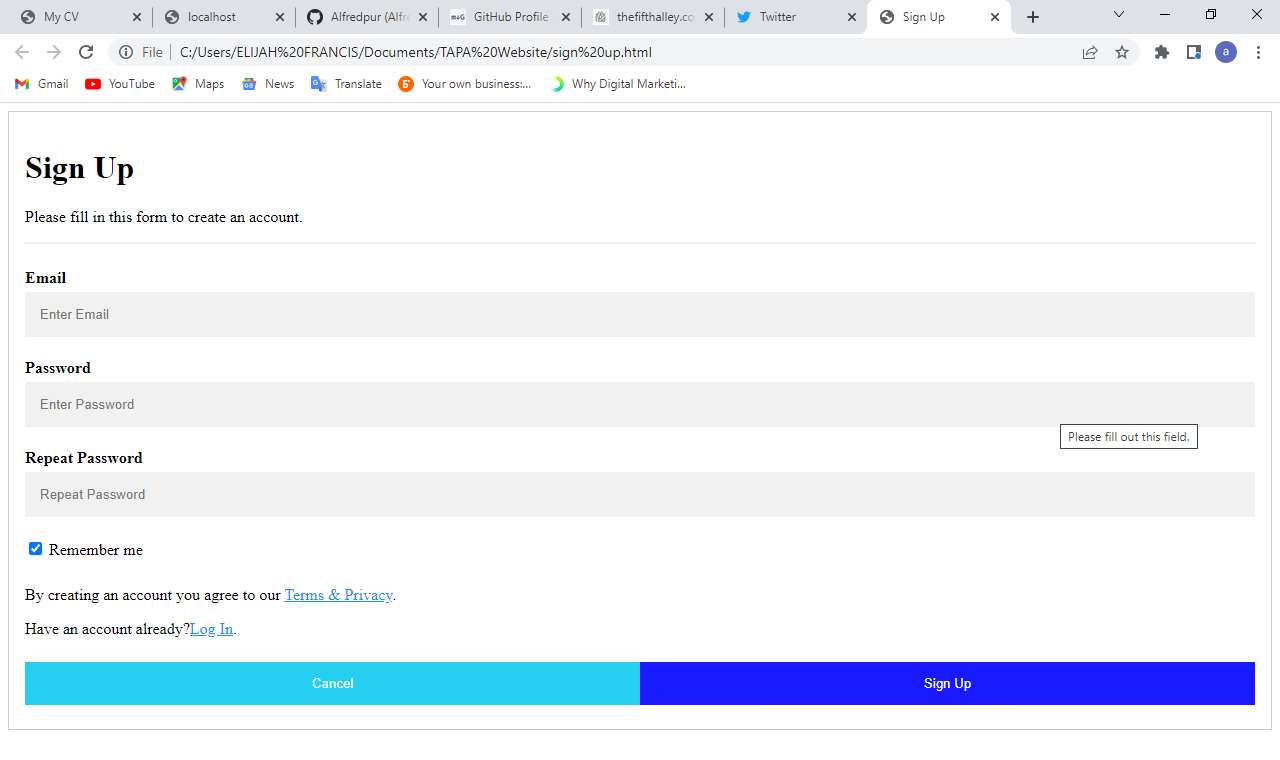 My CV
localhost
Alfredpur (Alfre
m+G
GitHub Profile
thefifthalley.co
Twitter
Sign Up
File
C:/Users/ELIJAH%20FRANCIS/Documents/TAPA%20Website/sign%20up.html
a
Gmail
YouTube
Maps
News
Translate
Your own business:...
Why Digital Marketi...
Sign Up
Please fill in this form to create an account.
Email
Enter Email
Password
Enter Password
Please fill out this field.
Repeat Password
Repeat Password
Remember me
By creating an account you agree to our Terms & Privacy.
Have an account already?Log In.
Cancel
Sign Up